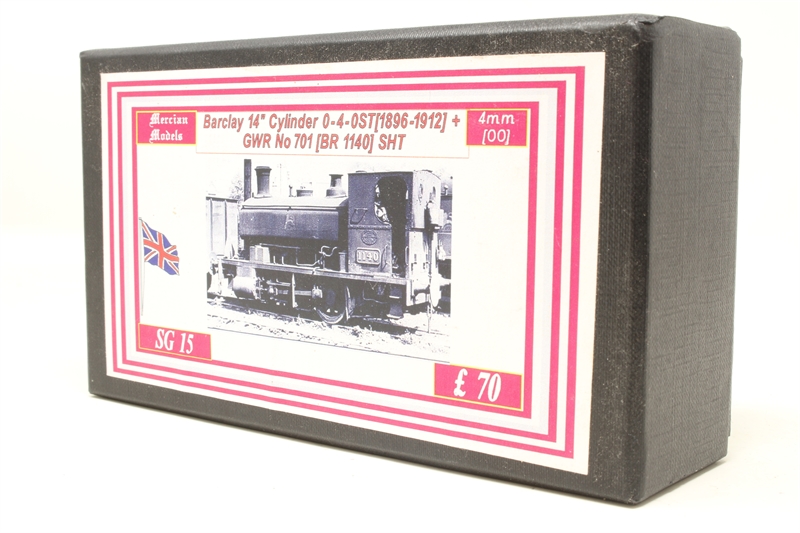 Mercian
Models
Barclay 14" Cylinder 0-4-0ST[1896-1912] +
GWR No 701 [BR 1140] SHT
4mm
[OO]
1140
SG 15
£ 70